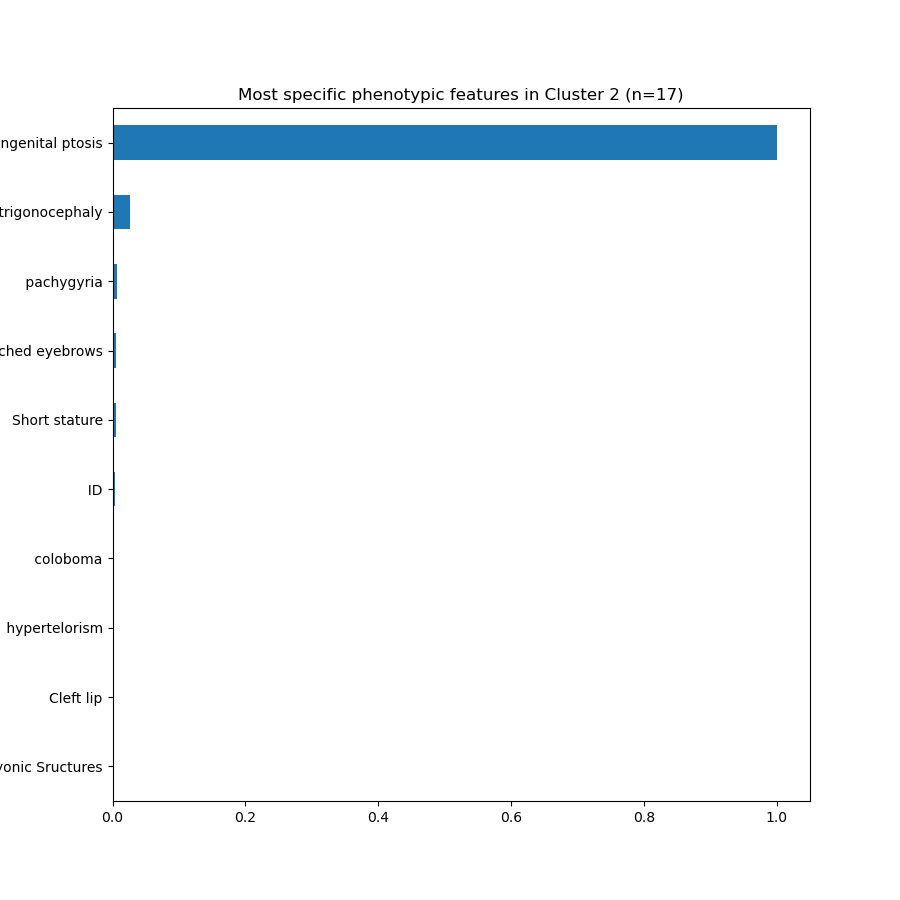 Most specific phenotypic features in Cluster 2 (n=17)
ngenital ptosis
trigonocephaly
pachygyria
ched eyebrows
Short stature
ID
coloboma
hypertelorism
Cleft lip
yonic Sructures
0.0 0.2 0.4 0.6 0.8 1.0